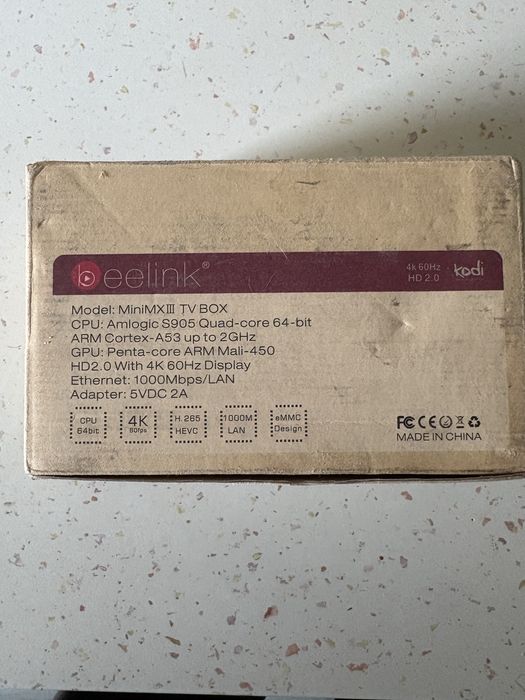 beelink®
4k 60Hz
HD 2.0
kodi
Model: MiniMXⅢ TV BOX
CPU: Amlogic S905 Quad-core 64-bit
ARM Cortex-A53 up to 2GHz
GPU: Penta-core ARM Mali-450
HD2.0 With 4K 60Hz Display
Ethernet: 1000Mbps/LAN
Adapter: 5VDC 2A
CPU
64bit
4K
60fps
H.265
HEVC
1000M
LAN
eMMC
Design
FC CE
MADE IN CHINA